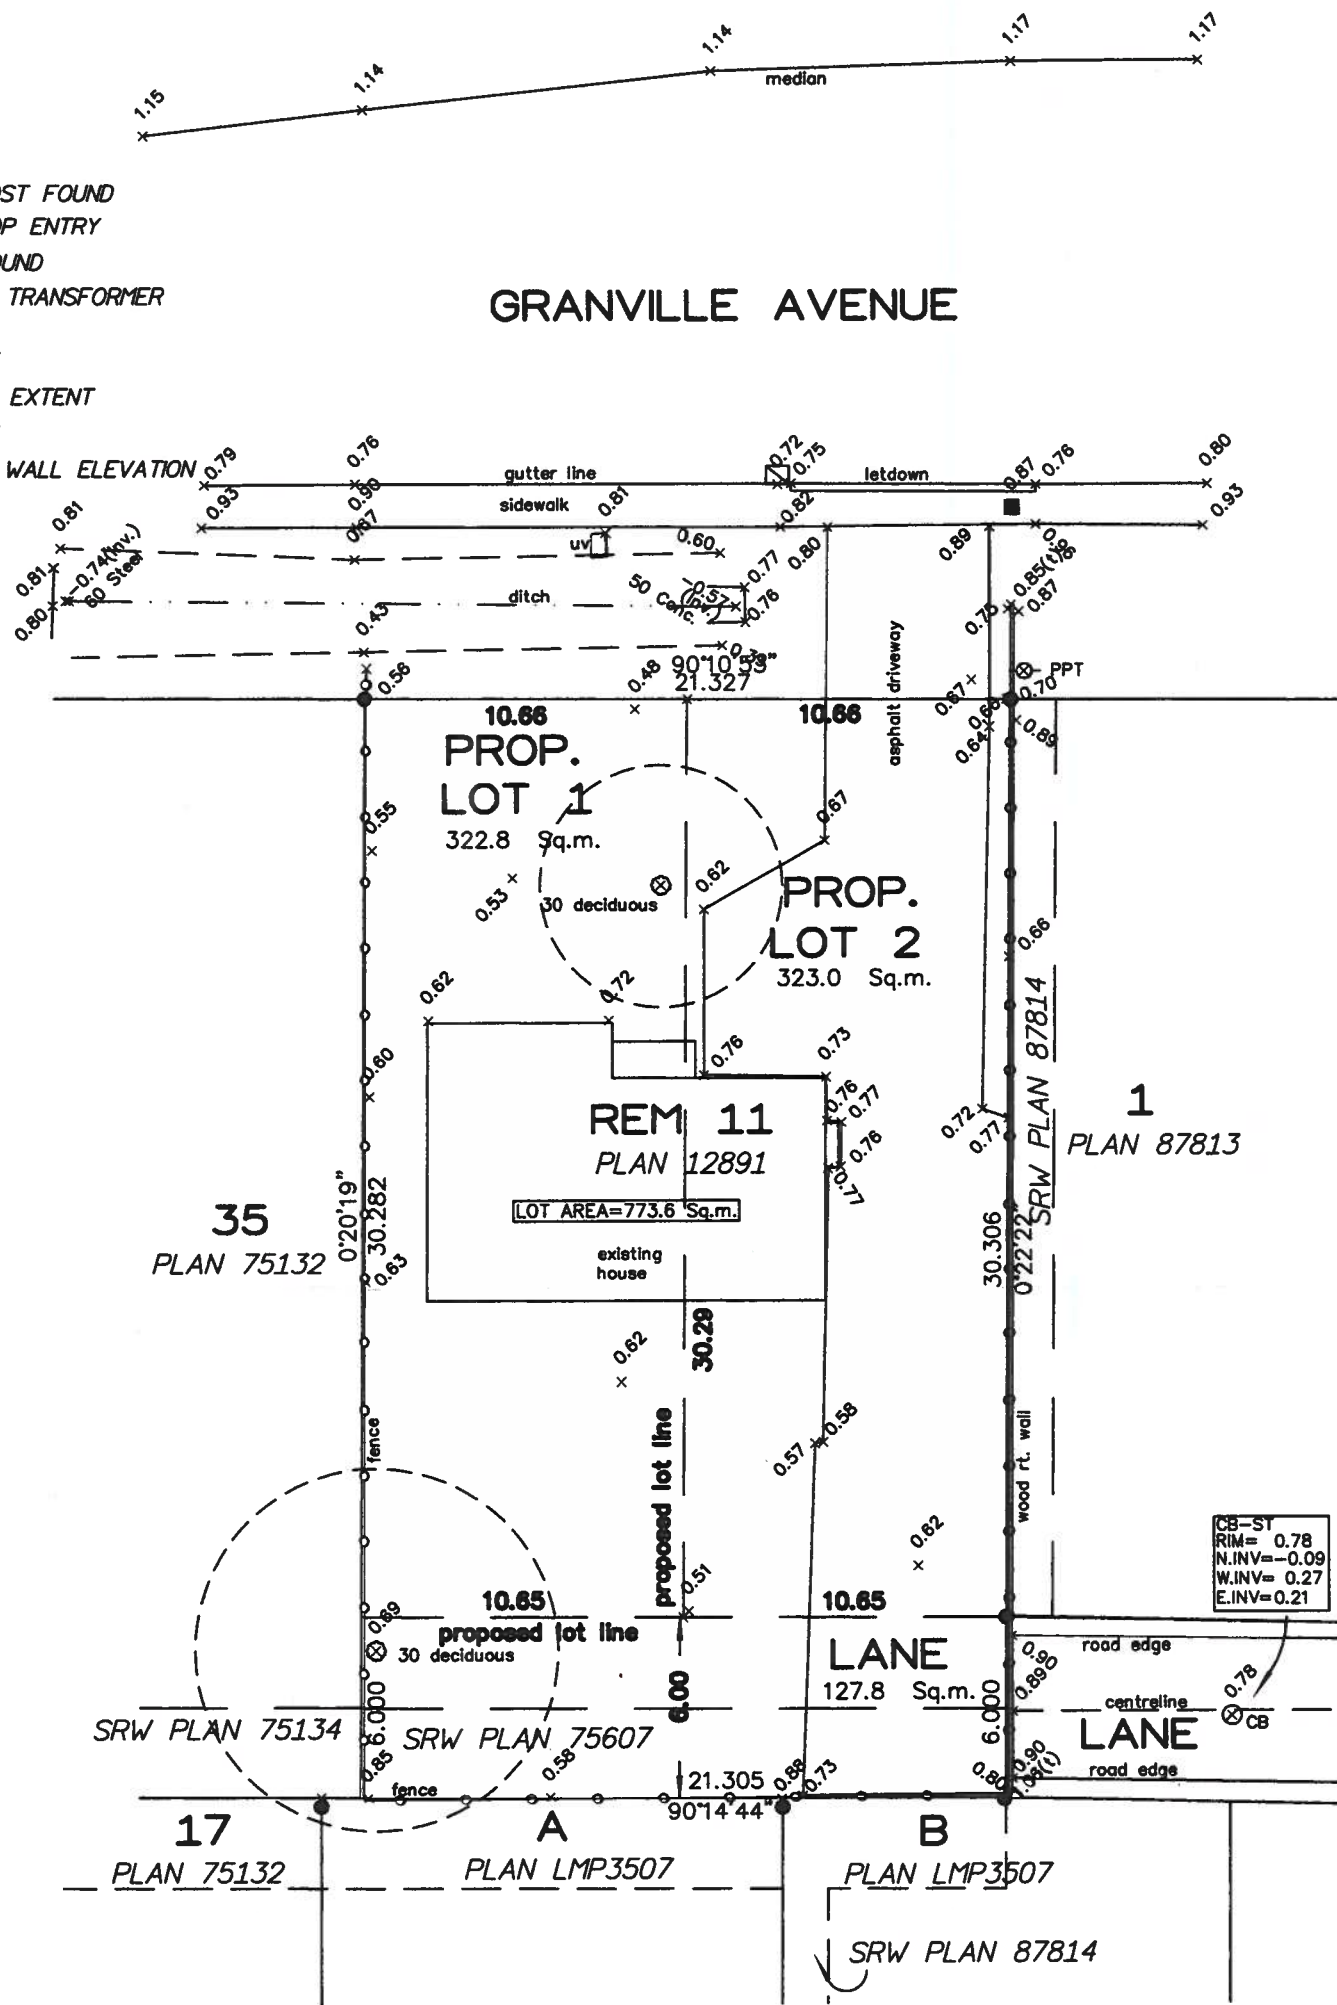 1.15
1.14
1.14
1.17
1.17
median
ST FOUND
OP ENTRY
OUND
TRANSFORMER
EXTENT
WALL ELEVATION
GRANVILLE AVENUE
0.79
0.76
0.72
0.75
0.87
0.76
0.80
gutter line
letdown
0.93
0.90
sidewalk
0.81
0.82
0.93
0.81
0.67
uv
0.60
0.80
0.89
-0.74(Inv.)
60 Steel
0.81
0.80
ditch
50 Conc.
-0.57
(Inv.)
0.77
0.76
0.85(t)
0.87
0.75
0.43
0.56
0.48
90°10'53"
21.327
asphalt driveway
PPT
0.70
0.67
0.66
0.64
0.89
10.66
10.66
PROP.
LOT 1
322.8 Sq.m.
0.55
0.67
0.53
30 deciduous
0.62
PROP.
LOT 2
323.0 Sq.m.
0.66
0.62
0.72
0.60
0.76
0.73
0.76
0.77
0.76
0.77
0.72
0.77
SRW PLAN 87814
REM 11
PLAN 12891
LOT AREA=773.6 Sq.m.
existing
house
1
PLAN 87813
35
PLAN 75132
0°20'19"
30.282
0.63
30.306
0°22'22"
0.62
30.29
0.58
0.57
fence
proposed lot line
wood rt. wall
0.62
CB-ST
RIM= 0.78
N.INV=-0.09
W.INV= 0.27
E.INV=0.21
0.51
10.65
10.65
0.69
proposed lot line
30 deciduous
LANE
127.8 Sq.m.
road edge
0.90
0.89
0.78
centreline
CB
LANE
road edge
6.00
6.000
6.000
SRW PLAN 75134
SRW PLAN 75607
0.85
fence
0.58
21.305
90°14'44"
0.88
0.73
0.80
0.90
1.08(t)
17
PLAN 75132
A
PLAN LMP3507
B
PLAN LMP3507
SRW PLAN 87814